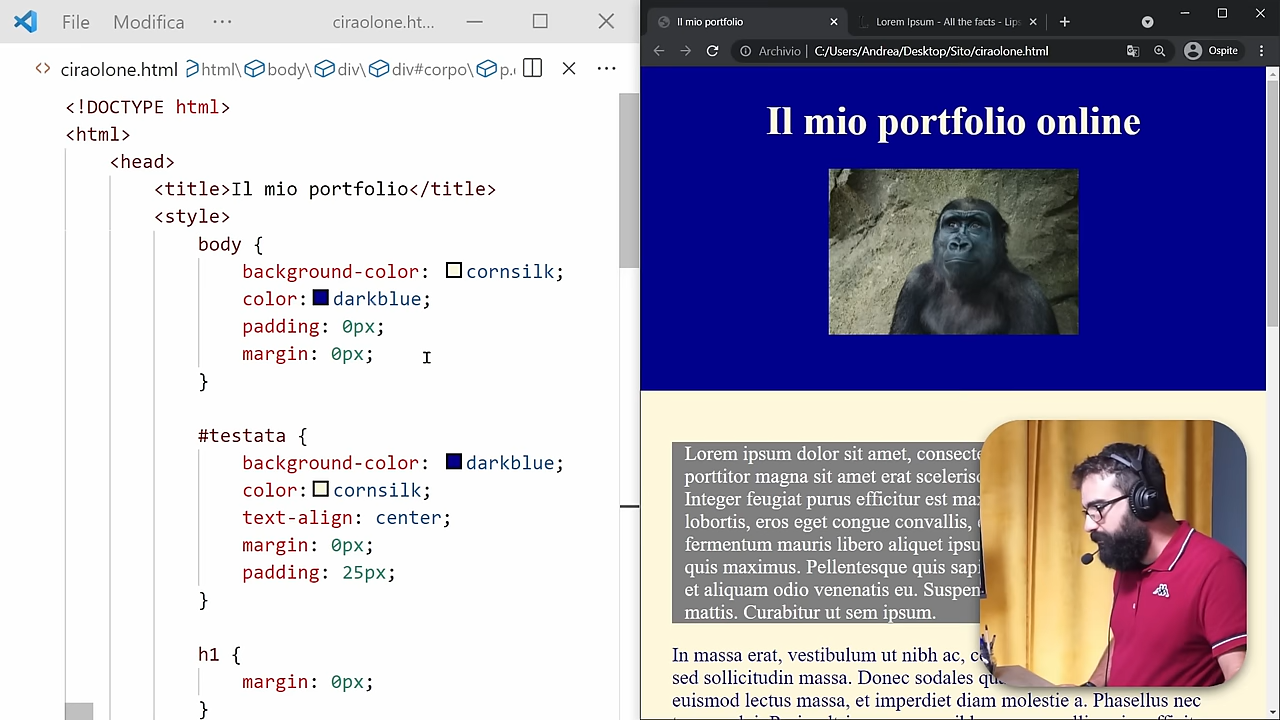 File Modifica ··· ciraolone.ht...
ciraolone.html html\ body\ div\ div#corpo\ p.
<!DOCTYPE html>
<html>
<head>
<title>Il mio portfolio</title>
<style>
body {
background-color: cornsilk;
color: darkblue;
padding: 0px;
margin: 0px;
}
#testata {
background-color: darkblue;
color: cornsilk;
text-align: center;
margin: 0px;
padding: 25px;
}
h1 {
margin: 0px;
}
Il mio portfolio
Lorem Ipsum - All the facts - Lips
Archivio C:/Users/Andrea/Desktop/Sito/ciraolone.html Ospite
Il mio portfolio online
Lorem ipsum dolor sit amet, consecte
porttitor magna sit amet erat scelerisc
Integer feugiat purus efficitur est ma
lobortis, eros eget congue convallis,
fermentum mauris libero aliquet ipsu
quis maximus. Pellentesque quis sapi
et aliquam odio venenatis eu. Suspen
mattis. Curabitur ut sem ipsum.
In massa erat, vestibulum ut nibh ac, c
sed sollicitudin massa. Donec sodales qu
euismod lectus massa, et imperdiet diam molestie a. Phasellus nec